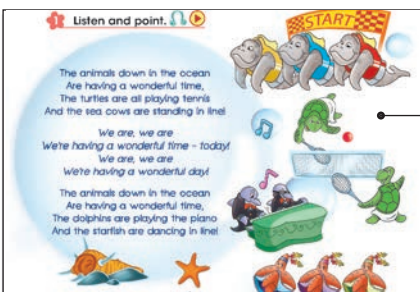 1 Listen and point.
START
The animals down in the ocean
Are having a wonderful time,
The turtles are all playing tennis
And the sea cows are standing in line!
We are, we are
We're having a wonderful time – today!
We are, we are
We're having a wonderful day!
The animals down in the ocean
Are having a wonderful time,
The dolphins are playing the piano
And the starfish are dancing in line!